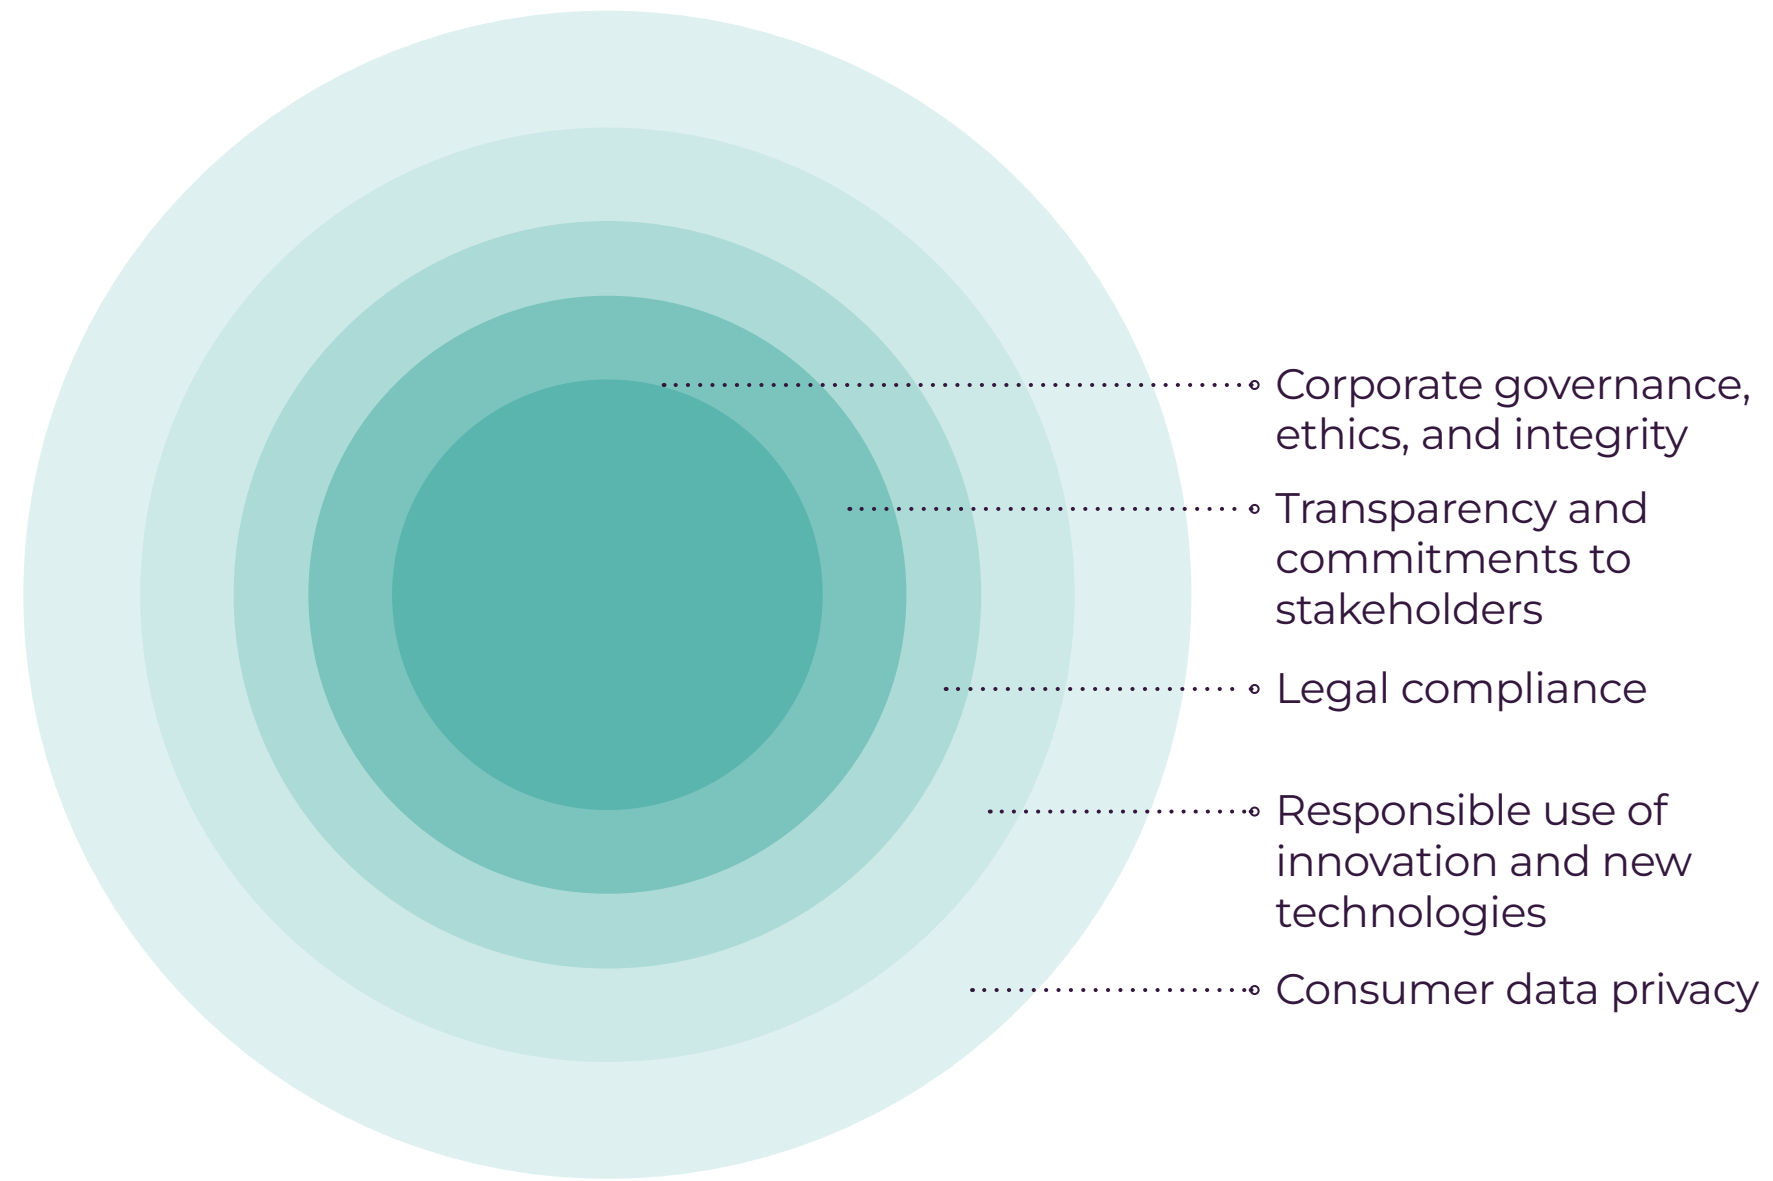 Corporate governance,
ethics, and integrity
Transparency and
commitments to
stakeholders
Legal compliance
Responsible use of
innovation and new
technologies
Consumer data privacy